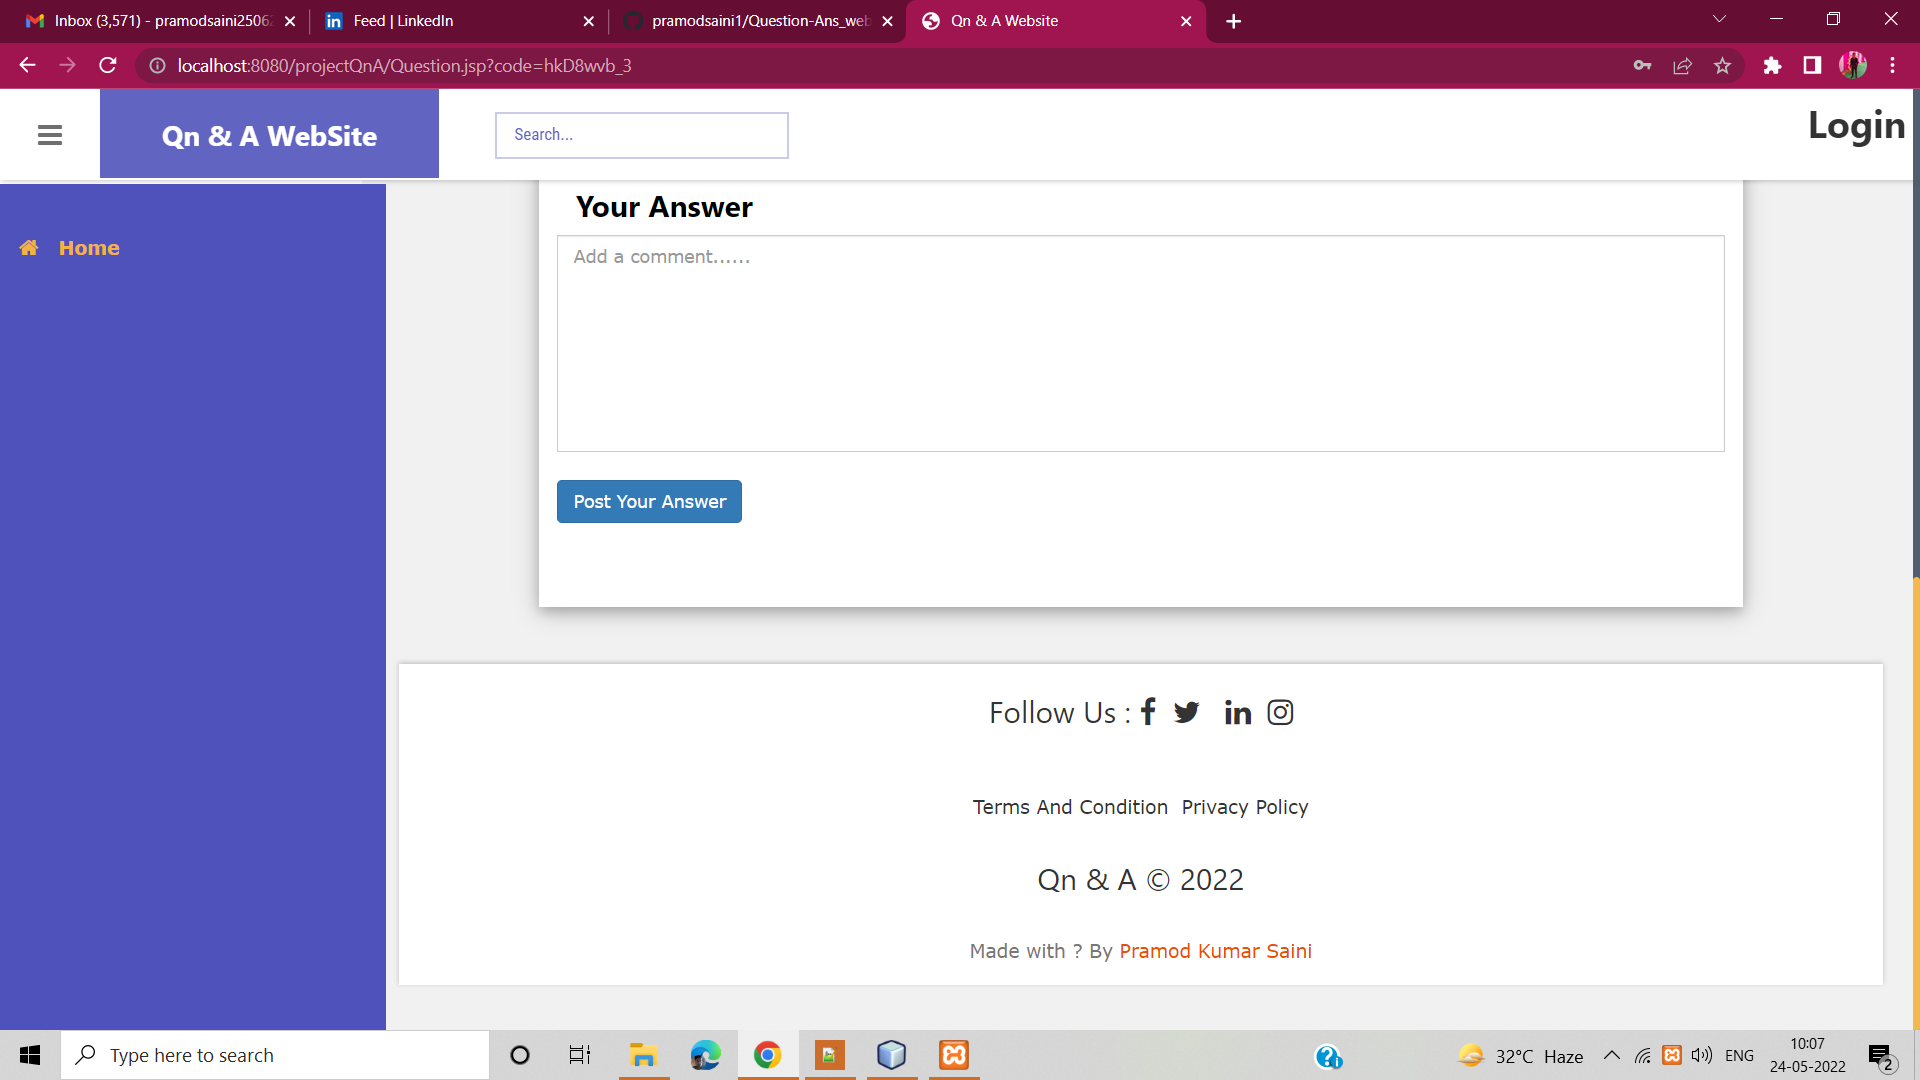 Inbox (3,571) - pramodsaini2506
Feed | LinkedIn
pramodsaini1/Question-Ans_web
Qn & A Website
localhost:8080/projectQnA/Question.jsp?code=hkD8wvb_3
Qn & A WebSite
Search...
Login
Home
Your Answer
Add a comment......
Post Your Answer
Follow Us :
Terms And Condition Privacy Policy
Qn & A © 2022
Made with ? By Pramod Kumar Saini
Type here to search
32°C Haze
ENG
10:07
24-05-2022
2